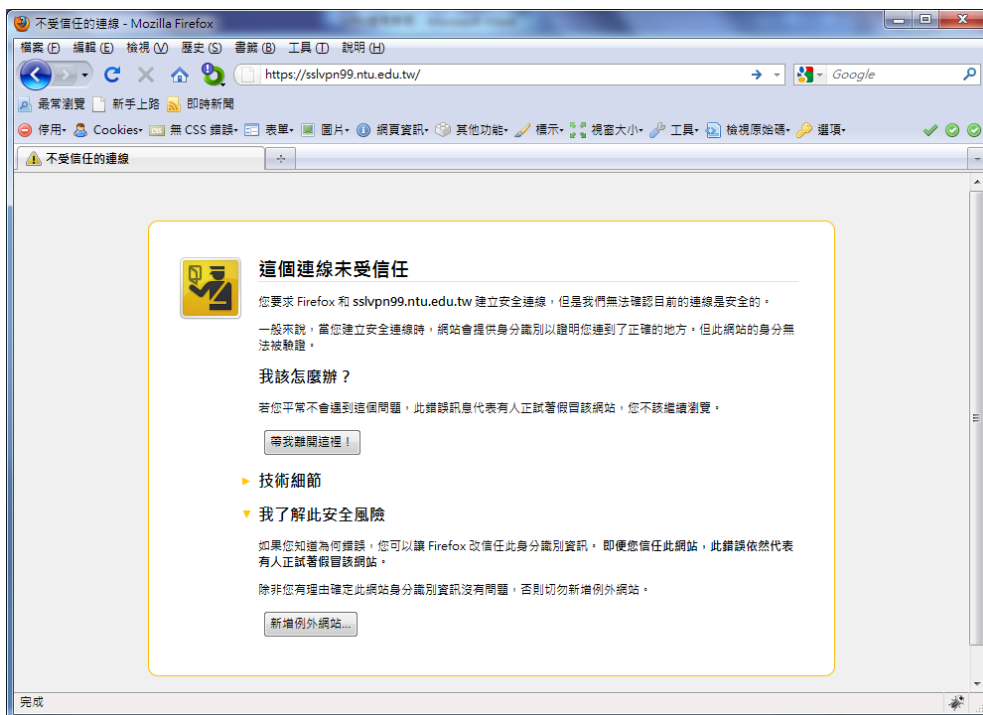 不受信任的連線 - Mozilla Firefox
檔案(F) 編輯(E) 檢視(V) 歷史(S) 書籤(B) 工具(T) 說明(H)
https://sslvpn99.ntu.edu.tw/ Google
最常瀏覽 新手上路 即時新聞
停用 Cookies 無 CSS 錯誤 表單 圖片 網頁資訊 其他功能 標示 視窗大小 工具 檢視原始碼 選項
不受信任的連線
這個連線未受信任
您要求 Firefox 和 sslvpn99.ntu.edu.tw 建立安全連線，但是我們無法確認目前的連線是安全的。
一般來說，當您建立安全連線時，網站會提供身分識別以證明您連到了正確的地方。但此網站的身分無
法被驗證。
我該怎麼辦？
若您平常不會遇到這個問題，此錯誤訊息代表有人正試著假冒該網站，您不該繼續瀏覽。
帶我離開這裡！
技術細節
我了解此安全風險
如果您知道為何錯誤，您可以讓 Firefox 改信任此身分識別資訊。即便您信任此網站，此錯誤依然代表
有人正試著假冒該網站。
除非您有理由確定此網站身分識別資訊沒有問題，否則切勿新增例外網站。
新增例外網站...
完成